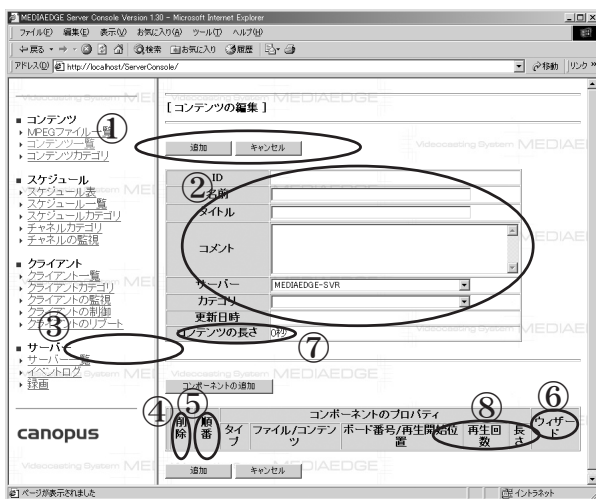 MEDIAEDGE Server Console Version 1.30 - Microsoft Internet Explorer
ファイル(F) 編集(E) 表示(V) お気に入り(A) ツール(T) ヘルプ(H)
戻る 検索 お気に入り 履歴
アドレス(D) http://localhost/ServerConsole/ 移動 リンク »
Videocasting System MEDIAEDGE
[ コンテンツの編集 ]
追加 キャンセル
Videocasting System MEDIAEDGE
■ コンテンツ
MPEGファイル一覧
コンテンツ一覧
コンテンツカテゴリ
①
■ スケジュール
スケジュール表
スケジュール一覧
スケジュールカテゴリ
チャネルカテゴリ
チャネルの監視
■ クライアント
クライアント一覧
クライアントカテゴリ
クライアントの監視
クライアントの制御
クライアントのリブート
③
■ サーバー
サーバー一覧
イベントログ
録画
canopus
Videocasting System
②
ID
名前
タイトル
コメント
サーバー MEDIAEDGE-SVR
カテゴリ
更新日時
コンテンツの長さ 0秒
⑦
Videocasting System MEDIAEDGE
コンポーネントの追加
④ ⑤ ⑧ ⑥
コンポーネントのプロパティ
削除 順番 タイプ ファイル/コンテンツ ボード番号/再生開始位置 再生回数 長さ ウィザード
追加 キャンセル
ページが表示されました イントラネット